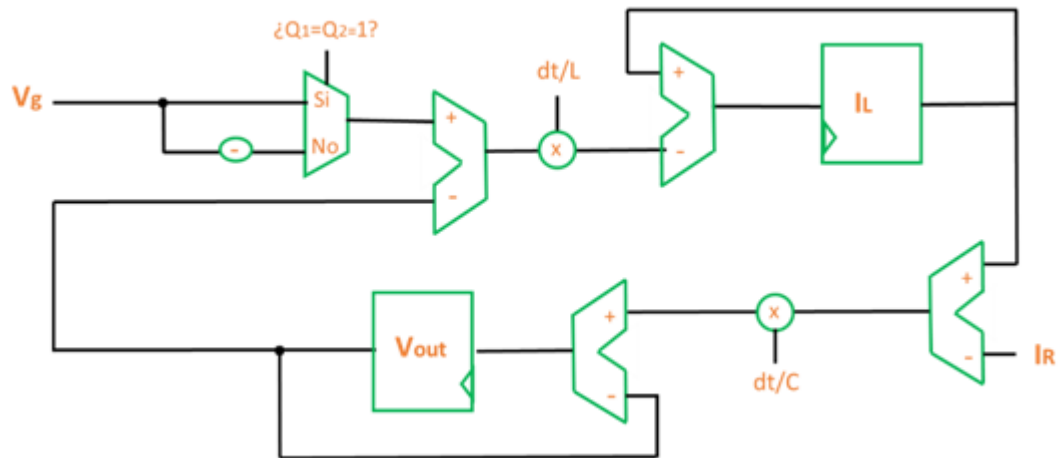 ¿Q1=Q2=1?
Vg
Si
No
-
+
-
dt/L
x
+
-
IL
Vout
+
-
x
dt/C
+
-
IR